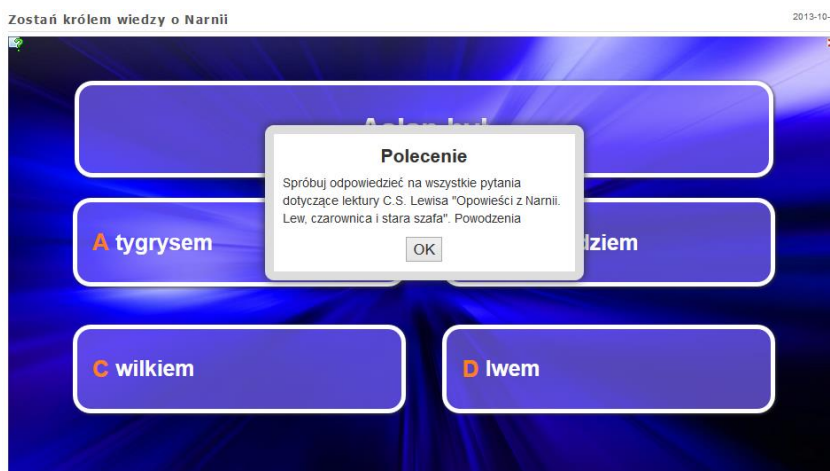 Zostań królem wiedzy o Narnii
2013-10-
Polecenie
Spróbuj odpowiedzieć na wszystkie pytania
dotyczące lektury C.S. Lewisa "Opowieści z Narnii.
Lew, czarownica i stara szafa". Powodzenia
OK
A tygrysem
C wilkiem
D lwem